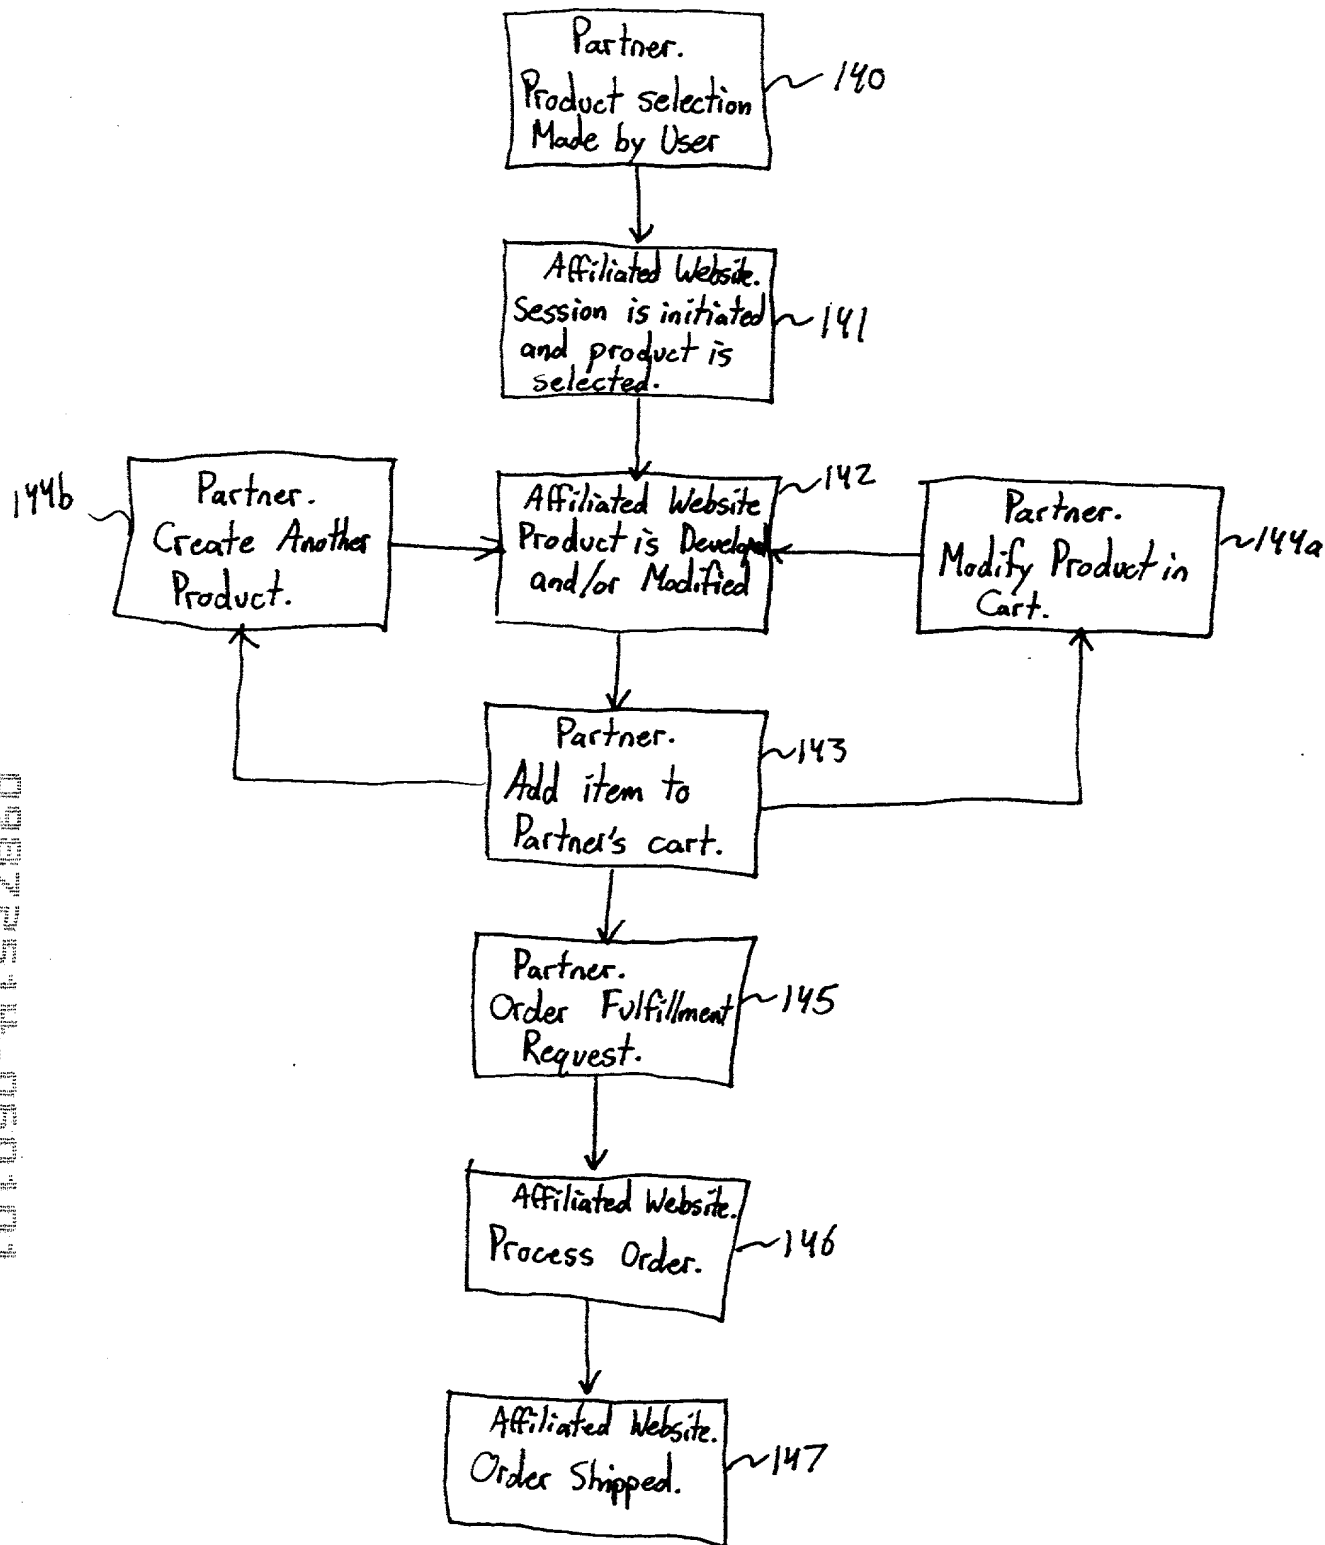 Partner.
Product selection
Made by User
140
Affiliated Website.
Session is initiated
and product is
selected.
141
144b
Partner.
Create Another
Product.
Affiliated Website
Product is Developed
and/or Modified
142
Partner.
Modify Product in
Cart.
144a
Partner.
Add item to
Partner's cart.
143
Partner.
Order Fulfillment
Request.
145
Affiliated Website.
Process Order.
146
Affiliated Website.
Order Shipped.
147